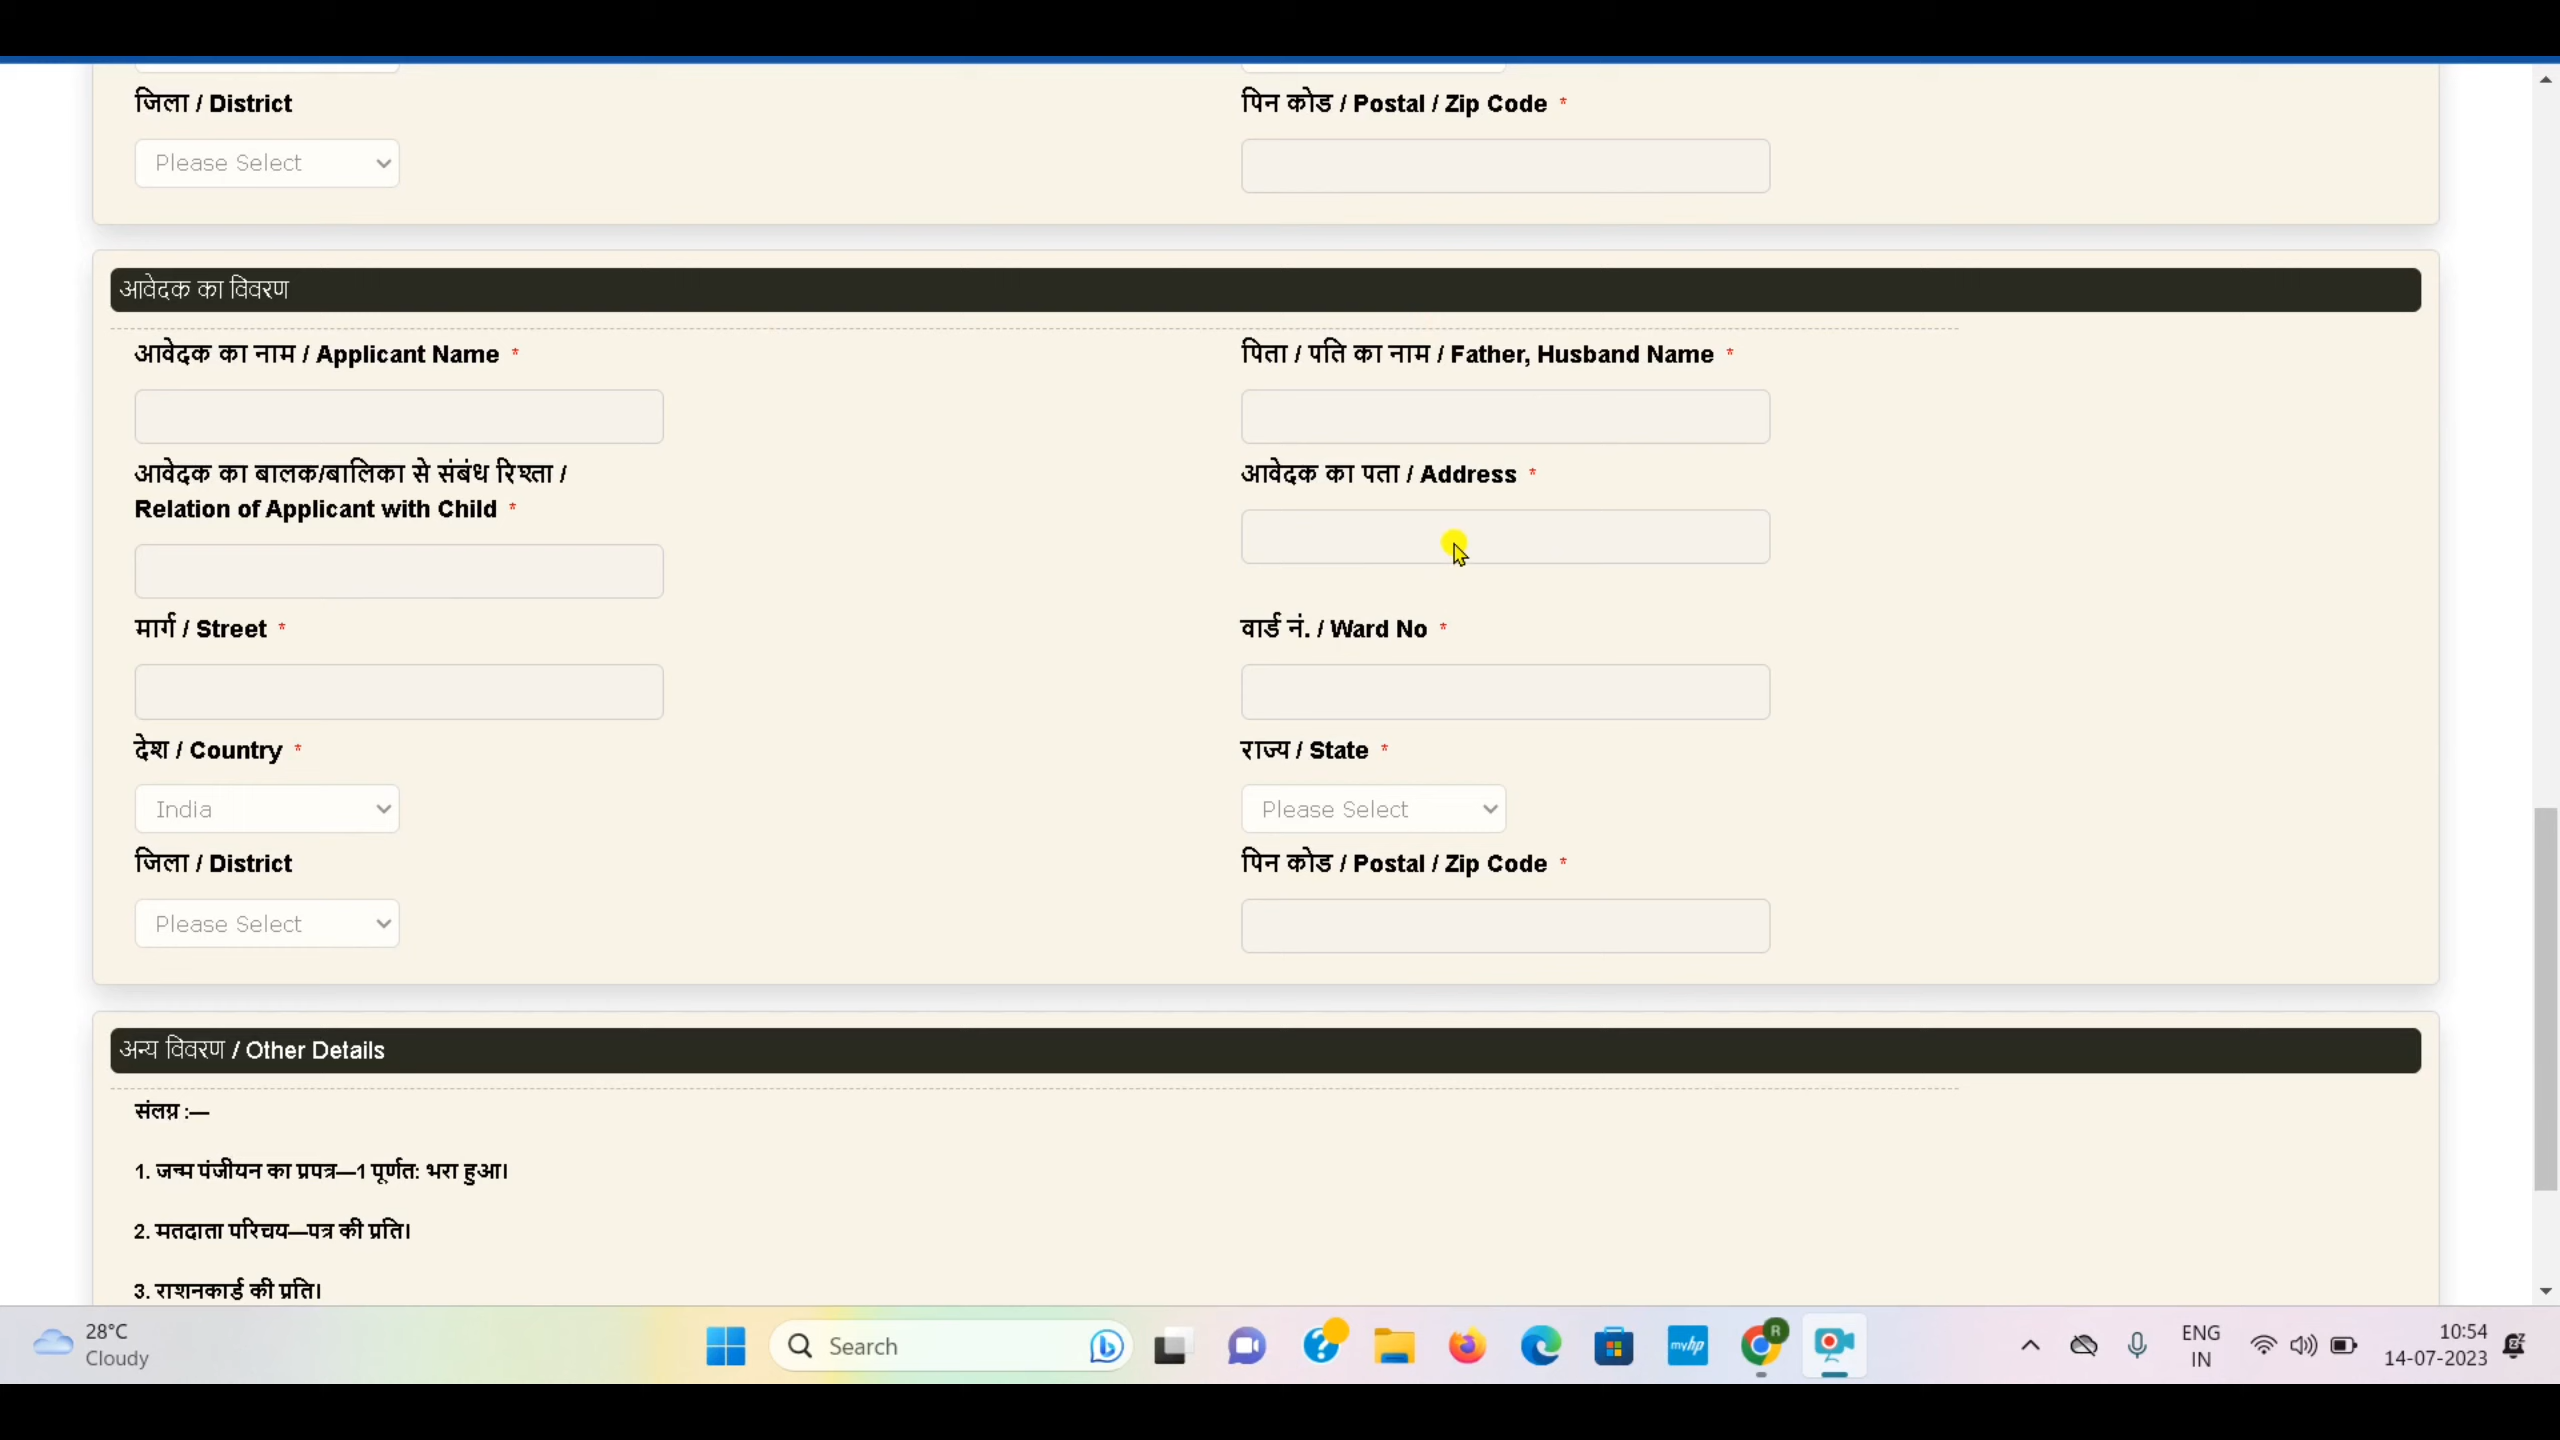 जिला / District
पिन कोड / Postal / Zip Code *
Please Select
आवेदक का विवरण
आवेदक का नाम / Applicant Name *
पिता / पति का नाम / Father, Husband Name *
आवेदक का बालक/बालिका से संबंध रिश्ता /
Relation of Applicant with Child *
आवेदक का पता / Address *
मार्ग / Street *
वार्ड नं. / Ward No *
देश / Country *
राज्य / State *
India
Please Select
जिला / District
पिन कोड / Postal / Zip Code *
Please Select
अन्य विवरण / Other Details
संलग्न :—
1. जन्म पंजीयन का प्रपत्र—1 पूर्णत: भरा हुआ।
2. मतदाता परिचय—पत्र की प्रति।
3. राशनकार्ड की प्रति।
28°C
Cloudy
Search
myhp
R
ENG
IN
10:54
14-07-2023